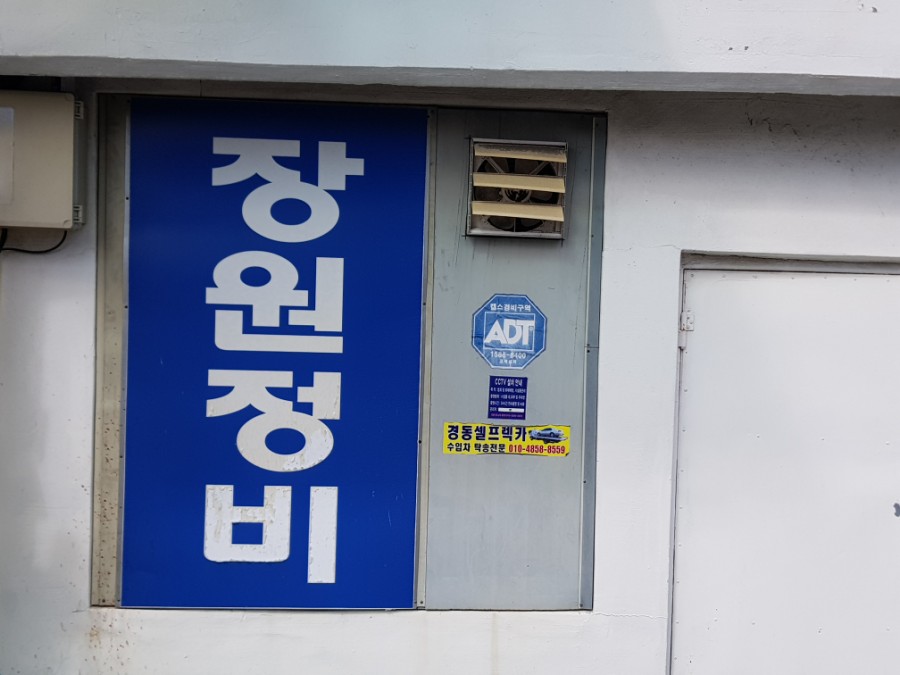 장원정비
캡스경비구역
ADT
CCTV 설치 안내
경동셀프렉카
수입차 탁송전문 010-4858-8559